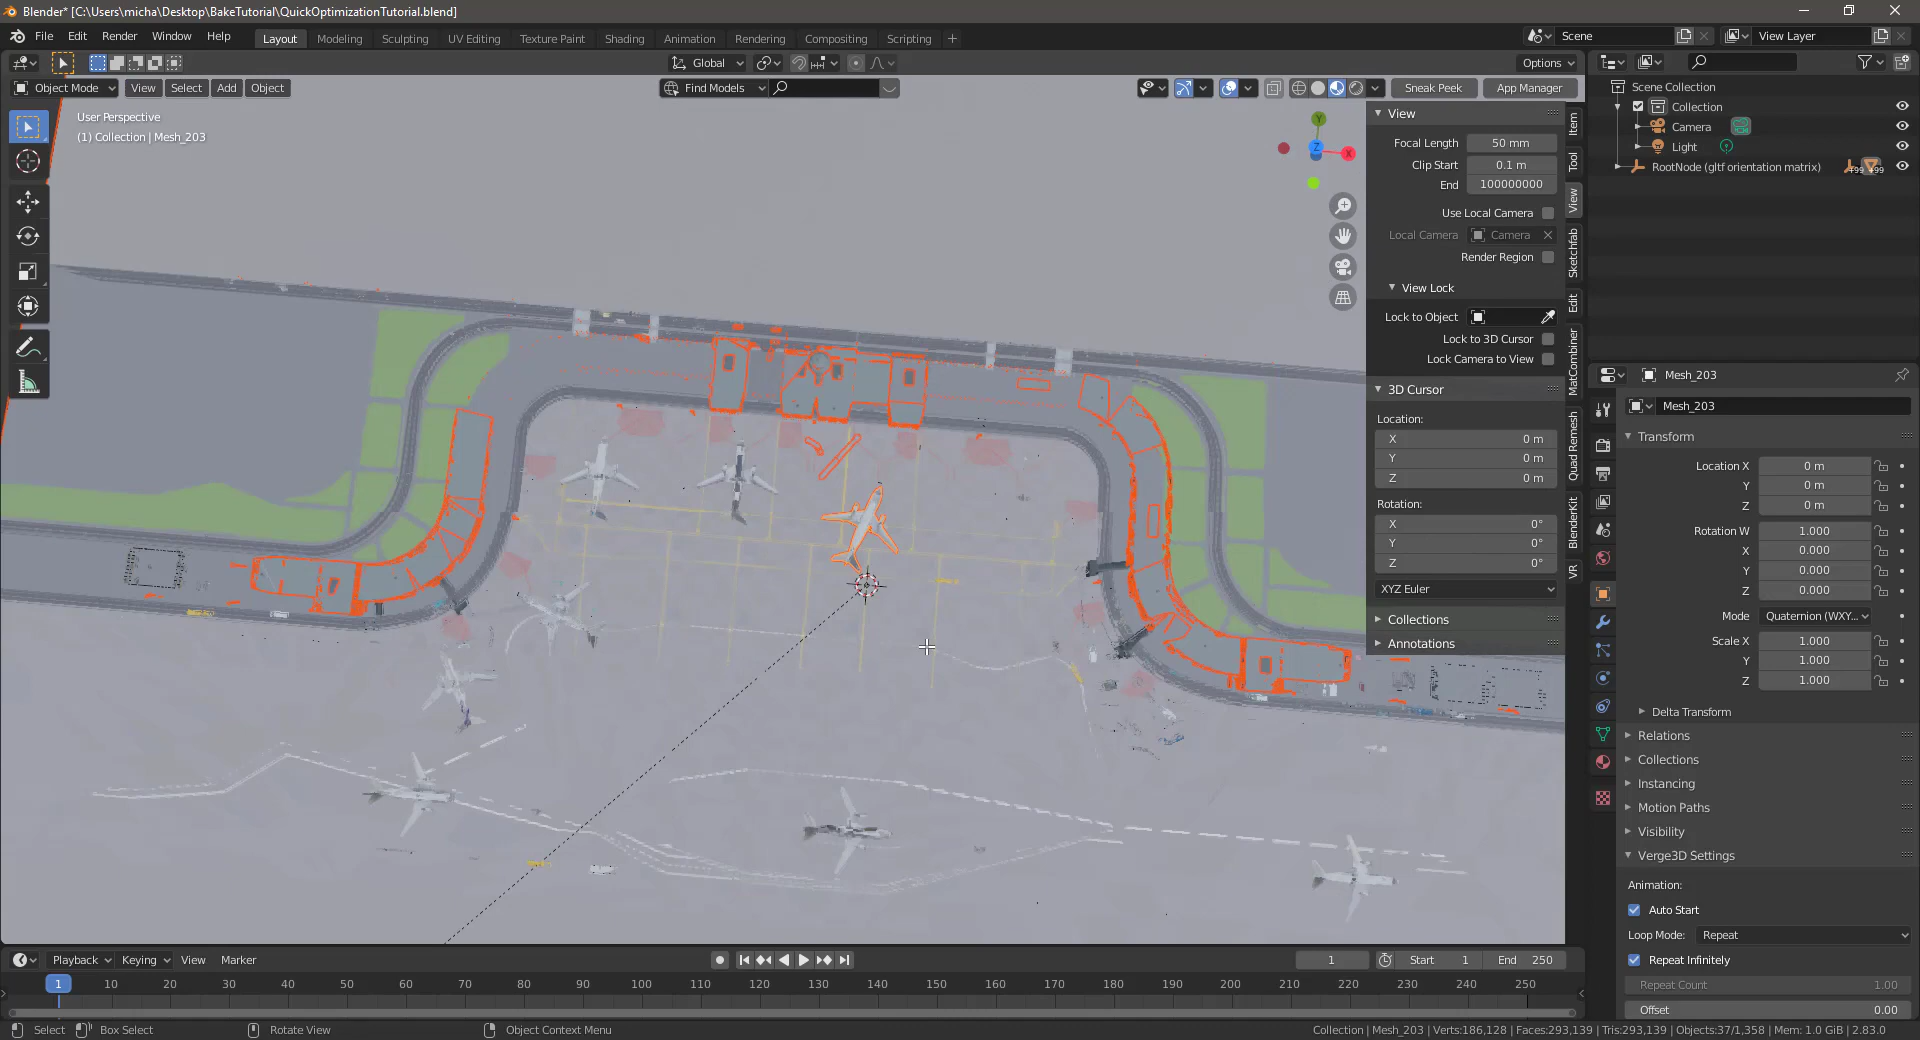 Blender* [C:\Users\micha\Desktop\BakeTutorial\QuickOptimizationTutorial.blend]
File Edit Render Window Help
Layout Modeling Sculpting UV Editing Texture Paint Shading Animation Rendering Compositing Scripting +
Scene
View Layer
Global
Options
Object Mode View Select Add Object
Find Models
Sneak Peek
App Manager
User Perspective
(1) Collection | Mesh_203
Y
Z
X
View
Focal Length 50 mm
Clip Start 0.1 m
End 100000000
Use Local Camera
Local Camera Camera
Render Region
View Lock
Lock to Object
Lock to 3D Cursor
Lock Camera to View
3D Cursor
Location:
X 0 m
Y 0 m
Z 0 m
Rotation:
X 0°
Y 0°
Z 0°
XYZ Euler
Collections
Annotations
Item
Tool
View
Sketchfab
Edit
MatCombiner
Quad Remesh
BlenderKit
VR
Scene Collection
Collection
Camera
Light
RootNode (gltf orientation matrix)
+99 +99
Mesh_203
Mesh_203
Transform
Location X 0 m
Y 0 m
Z 0 m
Rotation W 1.000
X 0.000
Y 0.000
Z 0.000
Mode Quaternion (WXY...
Scale X 1.000
Y 1.000
Z 1.000
Delta Transform
Relations
Collections
Instancing
Motion Paths
Visibility
Verge3D Settings
Animation:
Auto Start
Loop Mode: Repeat
Repeat Infinitely
Repeat Count 1.00
Offset 0.00
Playback Keying View Marker
1
Start 1
End 250
1 10 20 30 40 50 60 70 80 90 100 110 120 130 140 150 160 170 180 190 200 210 220 230 240 250
Select Box Select Rotate View Object Context Menu
Collection | Mesh_203 | Verts:186,128 | Faces:293,139 | Tris:293,139 | Objects:37/1,358 | Mem: 1.0 GiB | 2.83.0